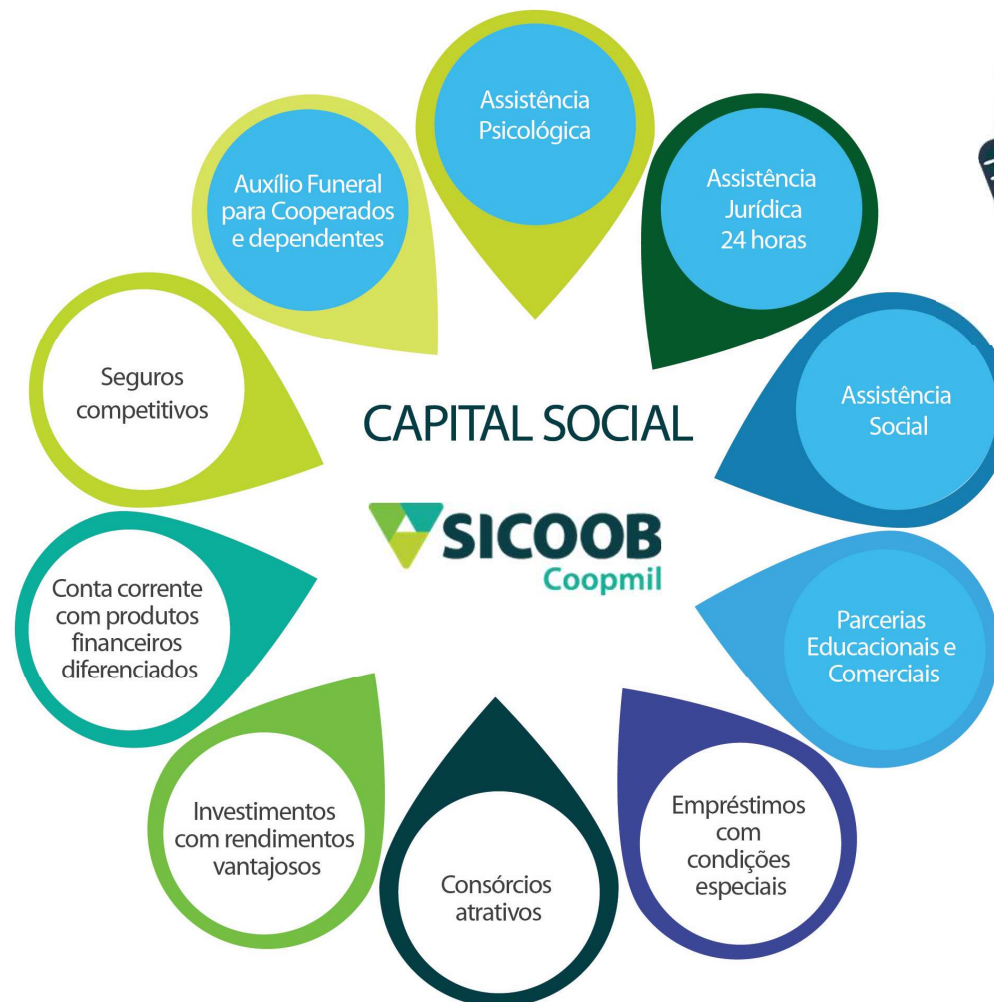 Assistência
Psicológica
Assistência
Jurídica
24 horas
Assistência
Social
Parcerias
Educacionais e
Comerciais
Empréstimos
com
condições
especiais
Consórcios
atrativos
Investimentos
com rendimentos
vantajosos
Conta corrente
com produtos
financeiros
diferenciados
Seguros
competitivos
Auxílio Funeral
para Cooperados
e dependentes
CAPITAL SOCIAL
SICOOB
Coopmil